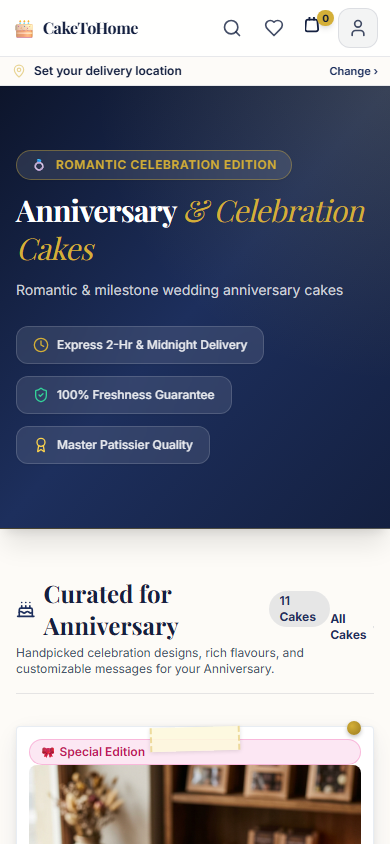 CakeToHome
0
Set your delivery location
Change ›
ROMANTIC CELEBRATION EDITION
Anniversary & Celebration
Cakes
Romantic & milestone wedding anniversary cakes
Express 2-Hr & Midnight Delivery
100% Freshness Guarantee
Master Patissier Quality
Curated for
Anniversary
11
Cakes
All
Cakes
Handpicked celebration designs, rich flavours, and
customizable messages for your Anniversary.
Special Edition